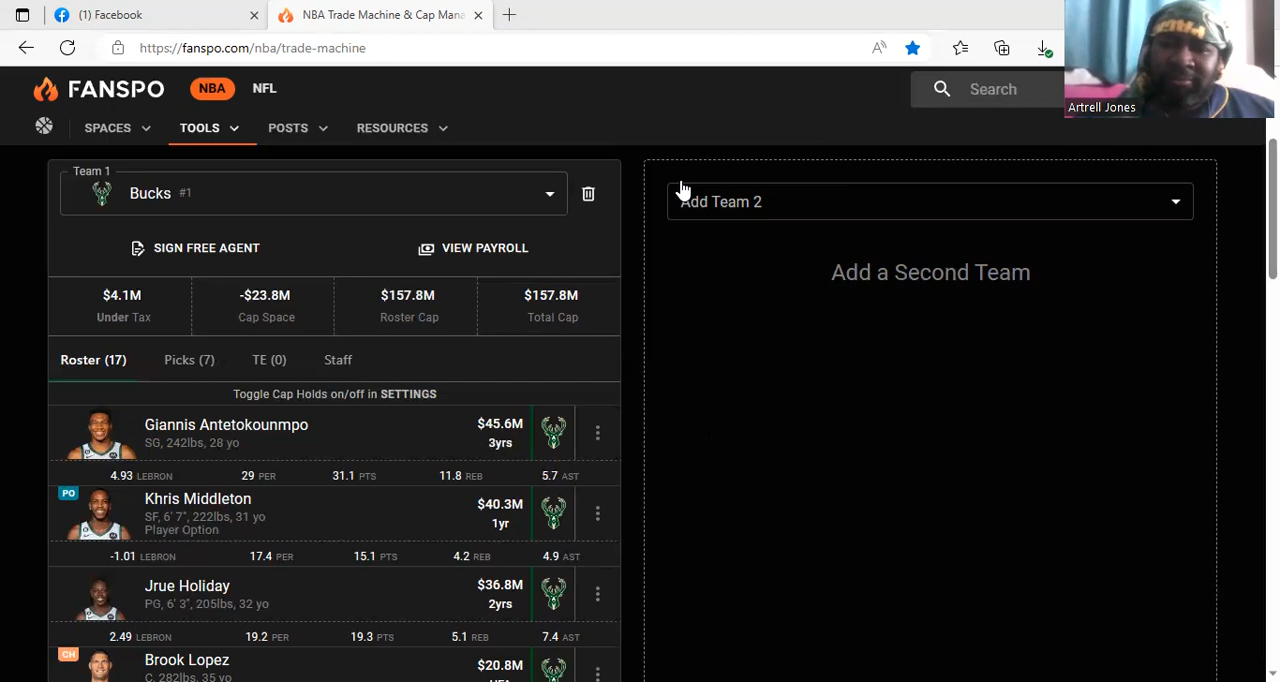 (1) Facebook
NBA Trade Machine & Cap Mana
https://fanspo.com/nba/trade-machine
FANSPO NBA NFL Search
Artrell Jones
SPACES TOOLS POSTS RESOURCES
Team 1
Bucks #1
Add Team 2
SIGN FREE AGENT VIEW PAYROLL
Add a Second Team
$4.1M -$23.8M $157.8M $157.8M
Under Tax Cap Space Roster Cap Total Cap
Roster (17) Picks (7) TE (0) Staff
Toggle Cap Holds on/off in SETTINGS
Giannis Antetokounmpo $45.6M
SG, 242lbs, 28 yo 3yrs
4.93 LEBRON 29 PER 31.1 PTS 11.8 REB 5.7 AST
PO Khris Middleton $40.3M
SF, 6' 7", 222lbs, 31 yo 1yr
Player Option
-1.01 LEBRON 17.4 PER 15.1 PTS 4.2 REB 4.9 AST
Jrue Holiday $36.8M
PG, 6' 3", 205lbs, 32 yo 2yrs
2.49 LEBRON 19.2 PER 19.3 PTS 5.1 REB 7.4 AST
CH Brook Lopez $20.8M
C, 282lbs, 35 yo